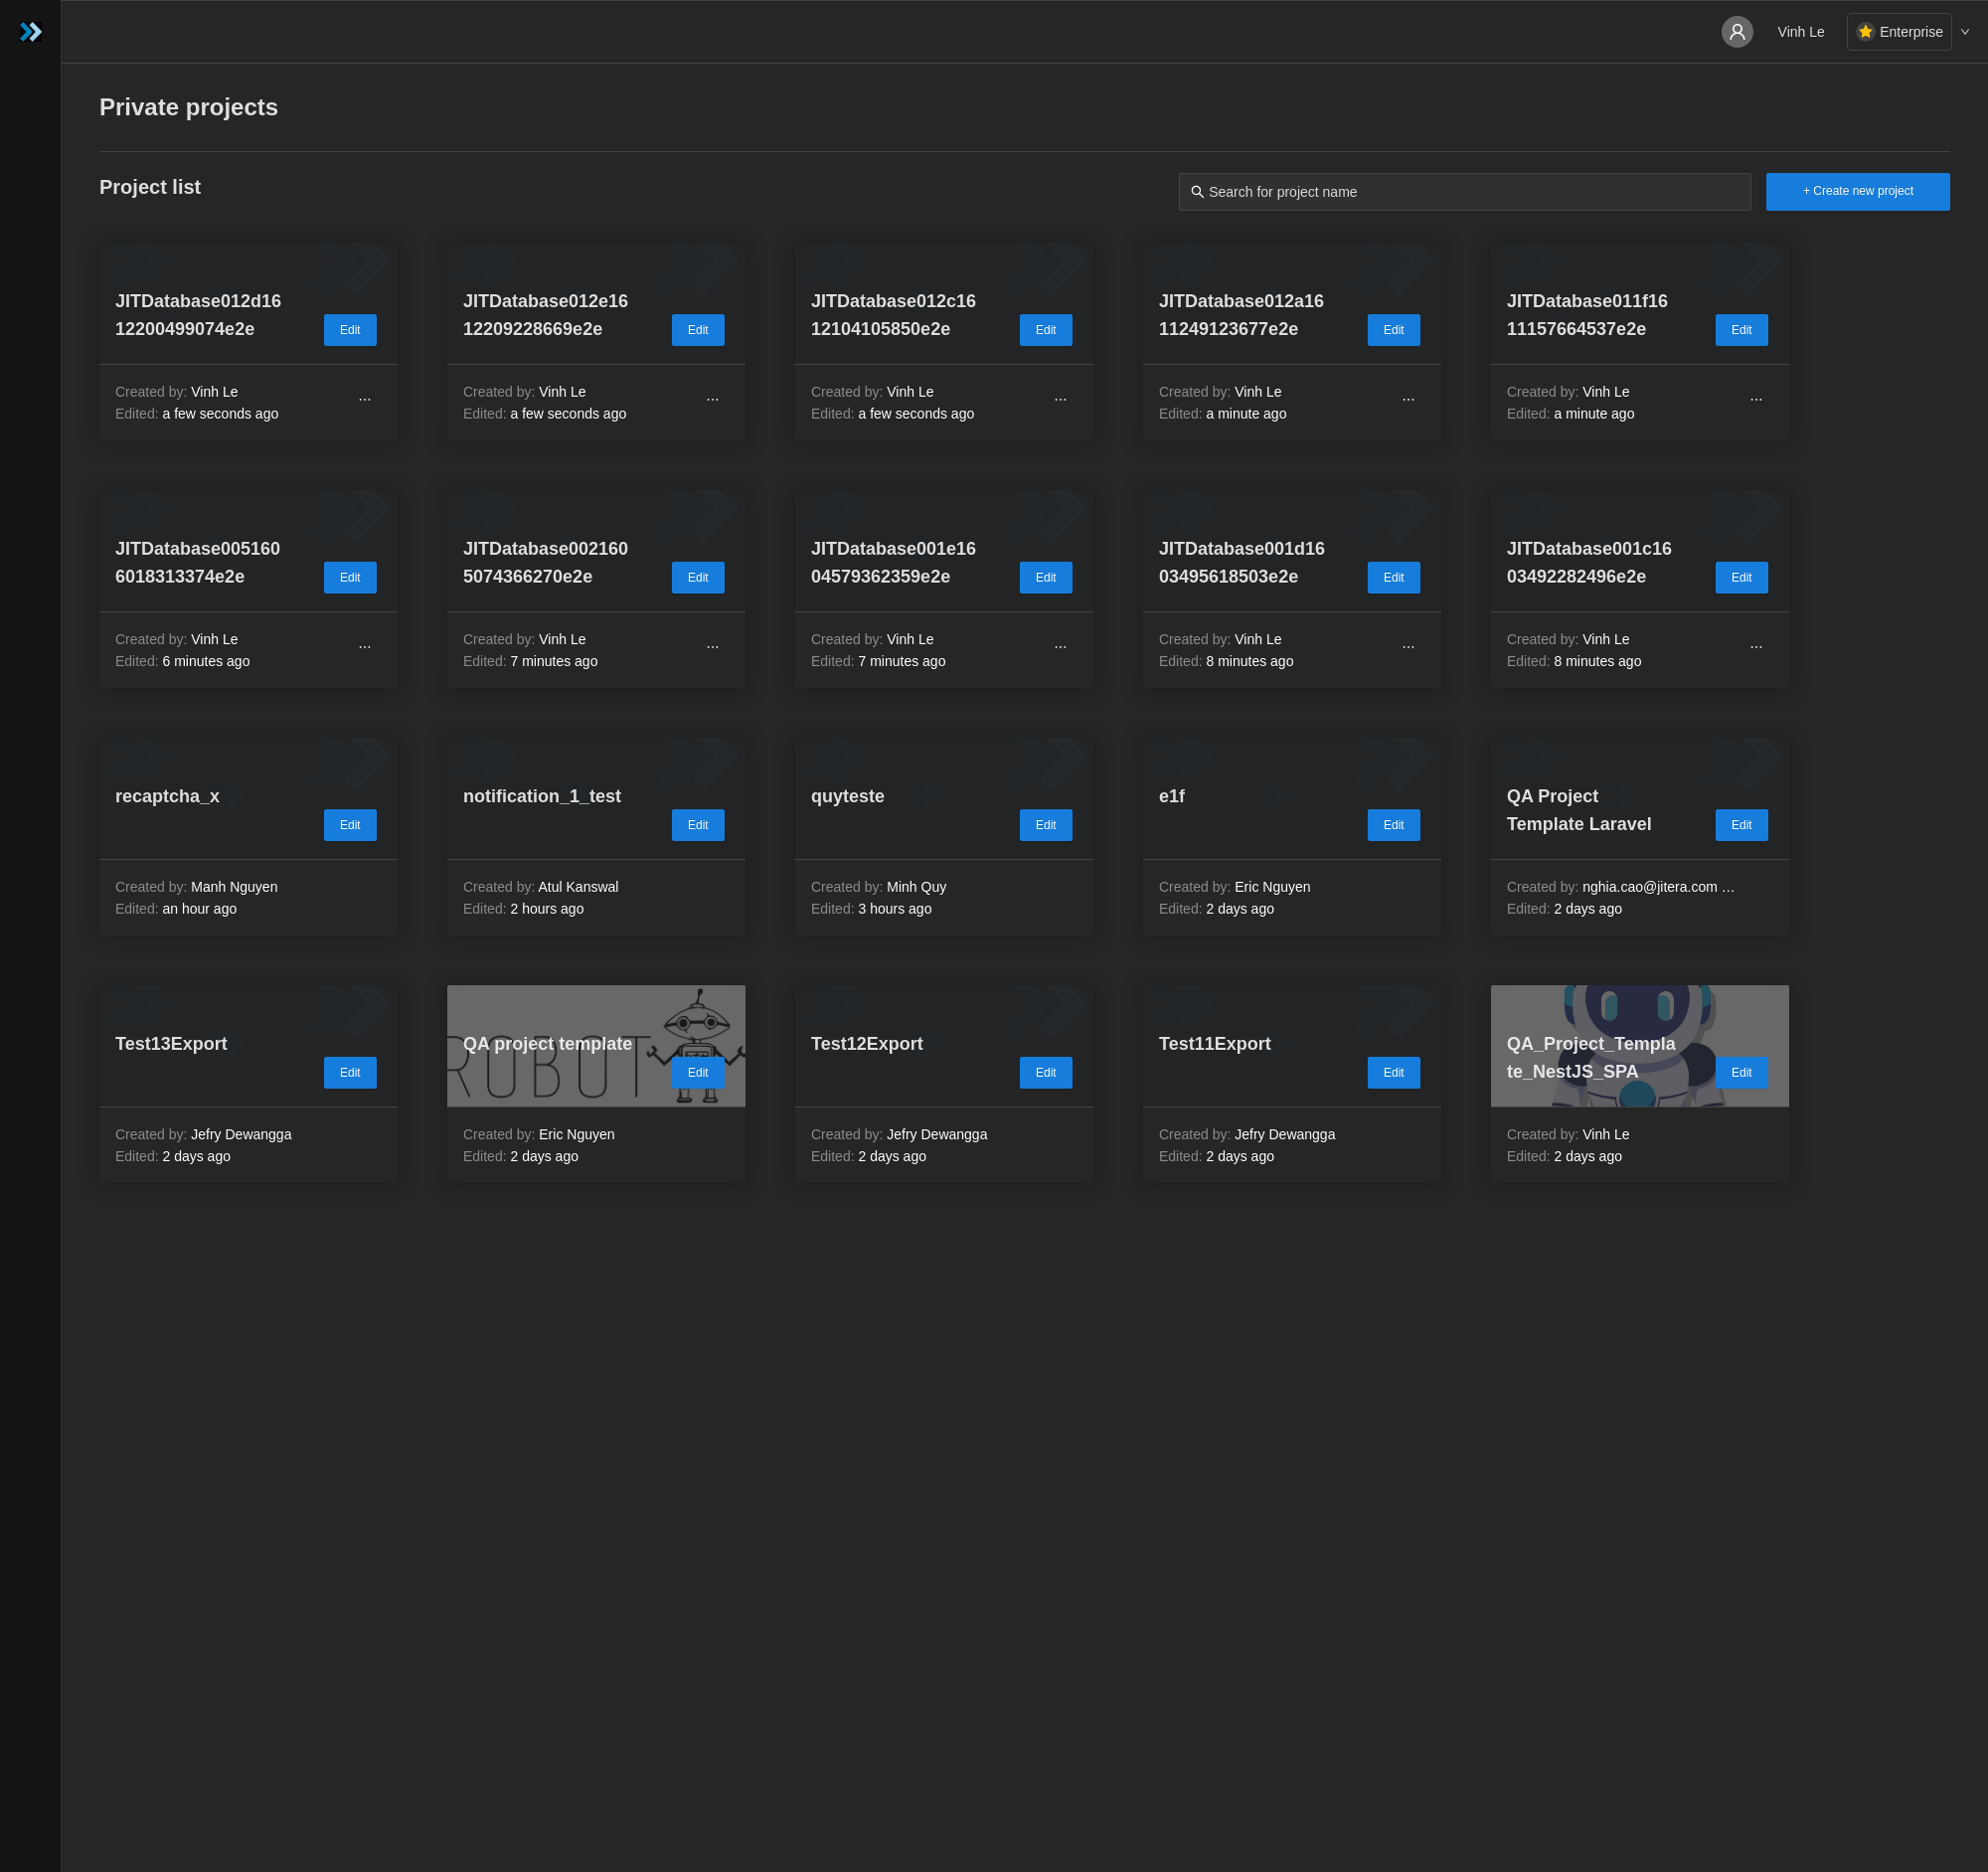 Vinh Le
Enterprise
Private projects
Project list
Search for project name
+ Create new project
JITDatabase012d16
12200499074e2e
Edit
Created by: Vinh Le
...
Edited: a few seconds ago
JITDatabase012e16
12209228669e2e
Edit
Created by: Vinh Le
...
Edited: a few seconds ago
JITDatabase012c16
12104105850e2e
Edit
Created by: Vinh Le
...
Edited: a few seconds ago
JITDatabase012a16
11249123677e2e
Edit
Created by: Vinh Le
...
Edited: a minute ago
JITDatabase011f16
11157664537e2e
Edit
Created by: Vinh Le
...
Edited: a minute ago
JITDatabase005160
6018313374e2e
Edit
Created by: Vinh Le
...
Edited: 6 minutes ago
JITDatabase002160
5074366270e2e
Edit
Created by: Vinh Le
...
Edited: 7 minutes ago
JITDatabase001e16
04579362359e2e
Edit
Created by: Vinh Le
...
Edited: 7 minutes ago
JITDatabase001d16
03495618503e2e
Edit
Created by: Vinh Le
...
Edited: 8 minutes ago
JITDatabase001c16
03492282496e2e
Edit
Created by: Vinh Le
...
Edited: 8 minutes ago
recaptcha_x
Edit
Created by: Manh Nguyen
Edited: an hour ago
notification_1_test
Edit
Created by: Atul Kanswal
Edited: 2 hours ago
quyteste
Edit
Created by: Minh Quy
Edited: 3 hours ago
e1f
Edit
Created by: Eric Nguyen
Edited: 2 days ago
QA Project
Template Laravel
Edit
Created by: nghia.cao@jitera.com …
Edited: 2 days ago
Test13Export
Edit
Created by: Jefry Dewangga
Edited: 2 days ago
QA project template
ROBOT
Edit
Created by: Eric Nguyen
Edited: 2 days ago
Test12Export
Edit
Created by: Jefry Dewangga
Edited: 2 days ago
Test11Export
Edit
Created by: Jefry Dewangga
Edited: 2 days ago
QA_Project_Templa
te_NestJS_SPA
Edit
Created by: Vinh Le
Edited: 2 days ago